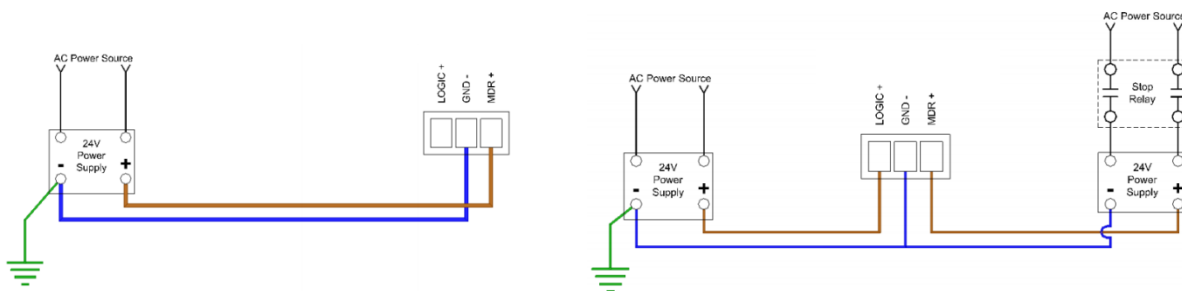 AC Power Source
24V
Power
Supply
-
+
LOGIC +
GND -
MDR +
AC Power Source
24V
Power
Supply
-
+
LOGIC +
GND -
MDR +
AC Power Source
Stop
Relay
24V
Power
Supply
-
+